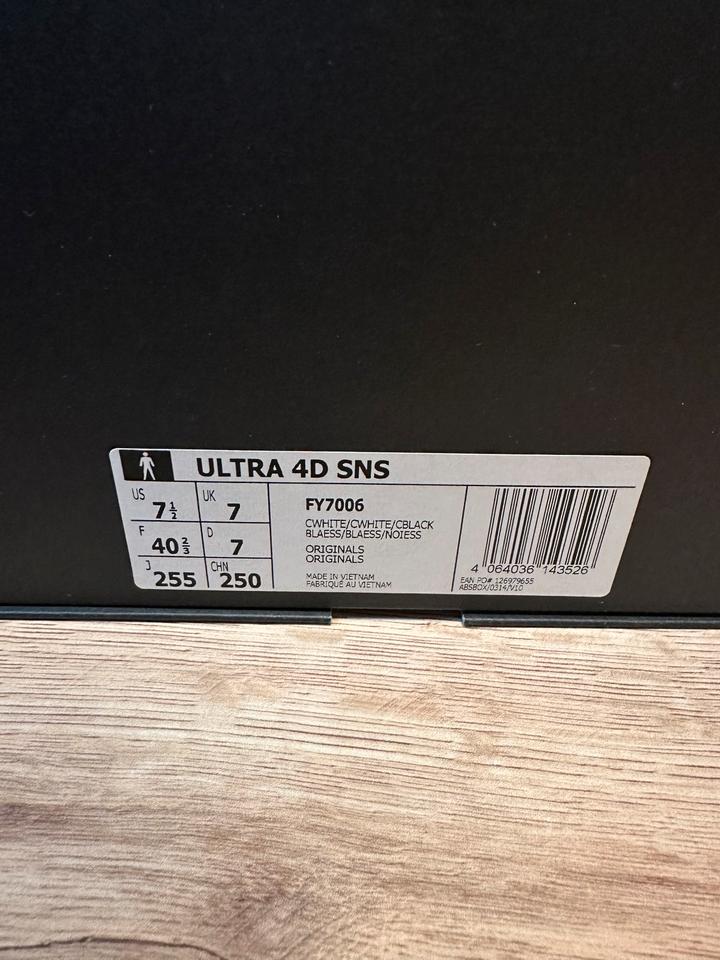 ULTRA 4D SNS
US 7½ UK 7
F 40⅔ D 7
J 255 CHN 250
FY7006
CWHITE/CWHITE/CBLACK
BLAESS/BLAESS/NOIESS
ORIGINALS
ORIGINALS
MADE IN VIETNAM
FABRIQUÉ AU VIETNAM
4 064036 143526
EAN PO# 126979655
ABSBOX/0314/V10